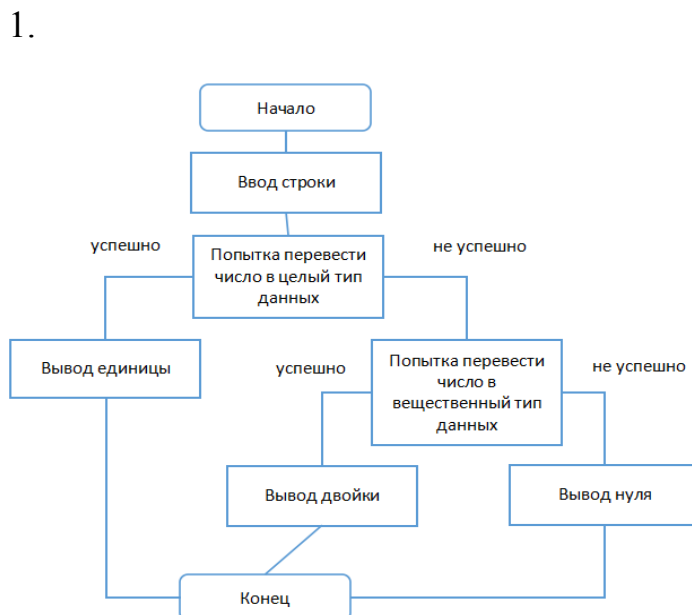 1.
Начало
Ввод строки
успешно
не успешно
Попытка перевести
число в целый тип
данных
Вывод единицы
успешно
Попытка перевести
число в
вещественный тип
данных
не успешно
Вывод двойки
Вывод нуля
Конец